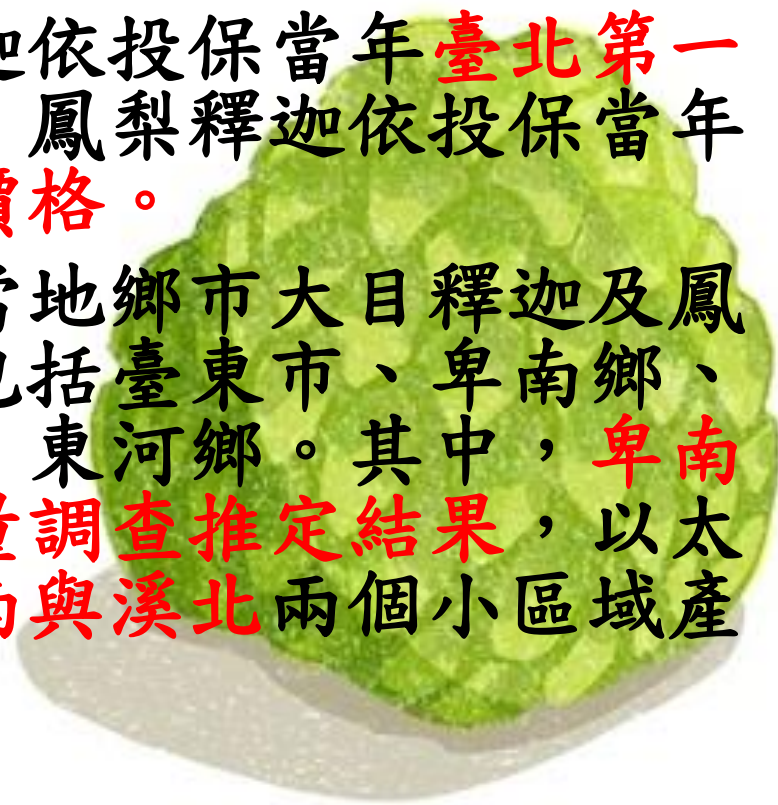 迦依投保當年臺北第一
鳳梨釋迦依投保當年
價格。
當地鄉市大目釋迦及鳳
包括臺東市、卑南鄉、
東河鄉。其中，卑南
量調查推定結果，以太
與溪北兩個小區域產